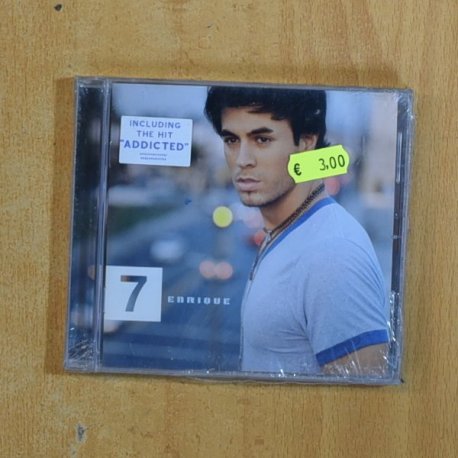 INCLUDING
THE HIT
"ADDICTED"
€ 3,00
7
ENRIQUE